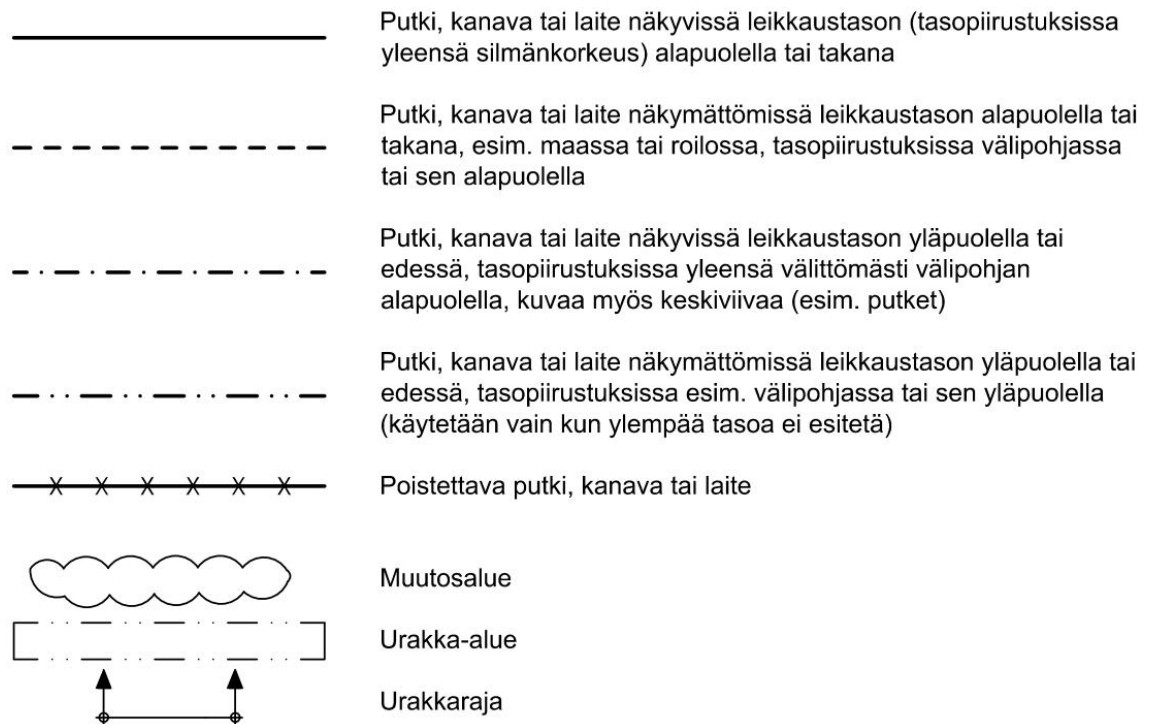 Putki, kanava tai laite näkyvissä leikkaustason (tasopiirustuksissa
yleensä silmänkorkeus) alapuolella tai takana
Putki, kanava tai laite näkymättömissä leikkaustason alapuolella tai
takana, esim. maassa tai roilossa, tasopiirustuksissa välipohjassa
tai sen alapuolella
Putki, kanava tai laite näkyvissä leikkaustason yläpuolella tai
edessä, tasopiirustuksissa yleensä välittömästi välipohjan
alapuolella, kuvaa myös keskiviivaa (esim. putket)
Putki, kanava tai laite näkymättömissä leikkaustason yläpuolella tai
edessä, tasopiirustuksissa esim. välipohjassa tai sen yläpuolella
(käytetään vain kun ylempää tasoa ei esitetä)
Poistettava putki, kanava tai laite
Muutosalue
Urakka-alue
Urakkaraja